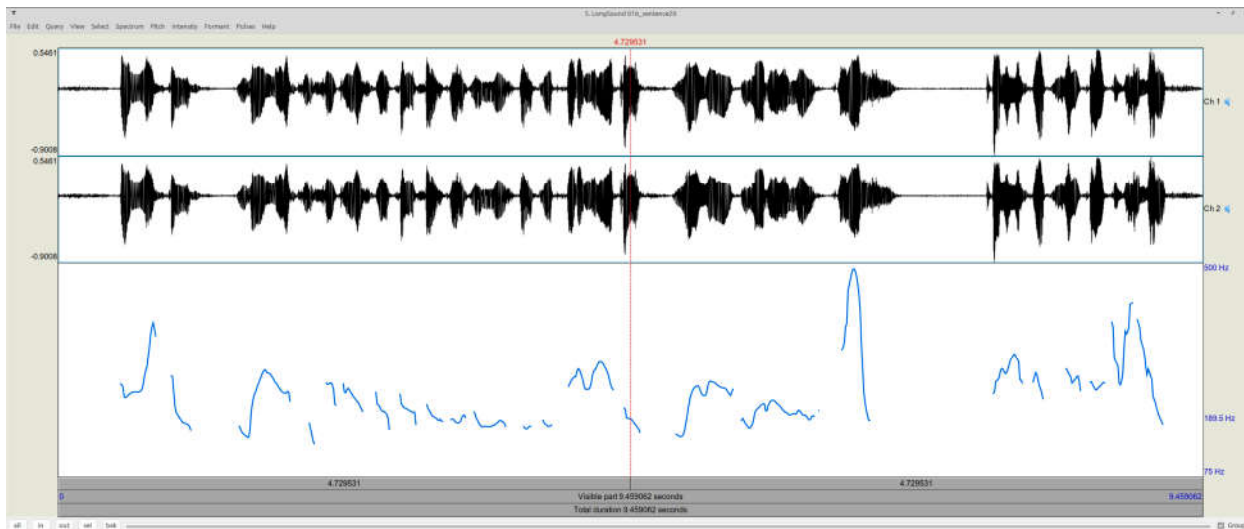 5. LongSound 016_sentence20
File Edit Query View Select Spectrum Pitch Intensity Formant Pulses Help
4.729531
0.5461
Ch 1
-0.9008
0.5461
Ch 2
-0.9008
500 Hz
189.5 Hz
75 Hz
4.729531 4.729531
0 Visible part 9.459062 seconds 9.459062
Total duration 9.459062 seconds
all in out sel bak Group